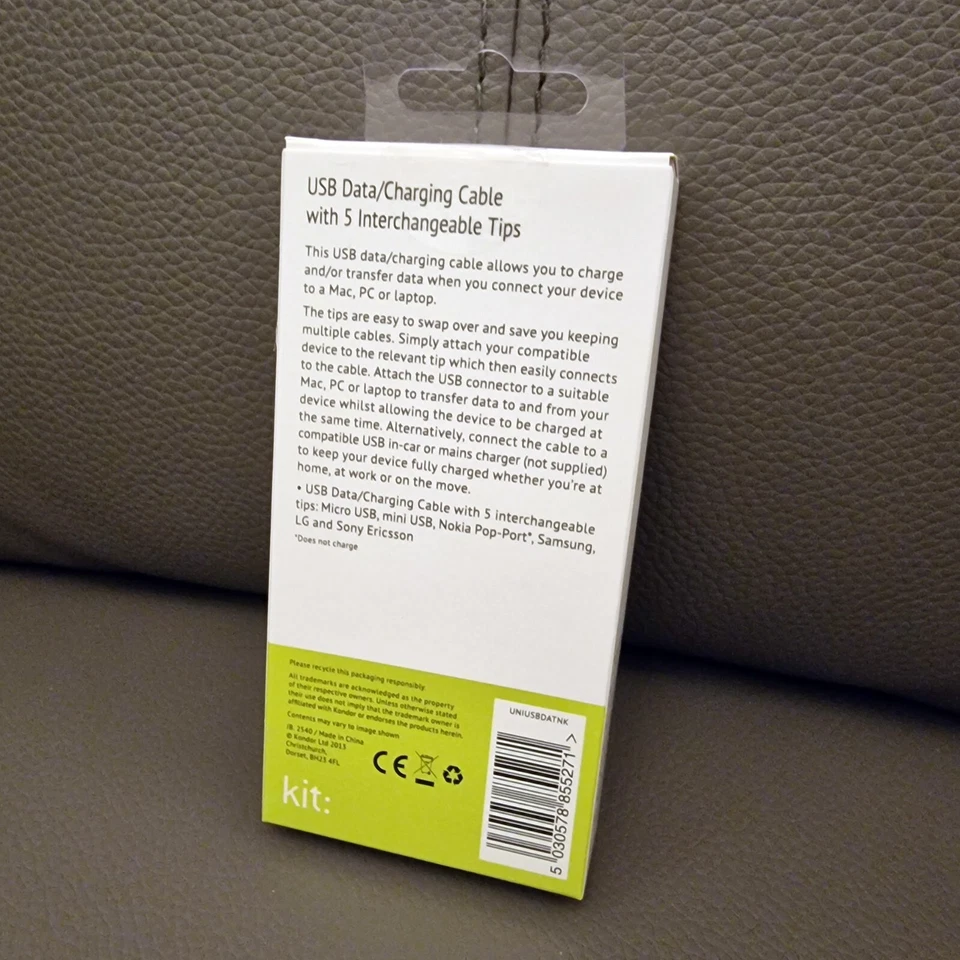 USB Data/Charging Cable
with 5 Interchangeable Tips
This USB data/charging cable allows you to charge
and/or transfer data when you connect your device
to a Mac, PC or laptop.
The tips are easy to swap over and save you keeping
multiple cables. Simply attach your compatible
device to the relevant tip which then easily connects
to the cable. Attach the USB connector to a suitable
Mac, PC or laptop to transfer data to and from your
device whilst allowing the device to be charged at
the same time. Alternatively, connect the cable to a
compatible USB in-car or mains charger (not supplied)
to keep your device fully charged whether you're at
home, at work or on the move.
• USB Data/Charging Cable with 5 interchangeable
tips: Micro USB, mini USB, Nokia Pop-Port*, Samsung,
LG and Sony Ericsson
*Does not charge
Please recycle this packaging responsibly
All trademarks are acknowledged as the property
of their respective owners. Unless otherwise stated
their use does not imply that the trademark owner is
affiliated with Kondor or endorses the products herein.
Contents may vary to image shown
IB. 2540 / Made in China
© Kondor Ltd 2013
Christchurch,
Dorset, BH23 4FL
CE
kit:
UNIUSBDATNK
5 030578 855271 >